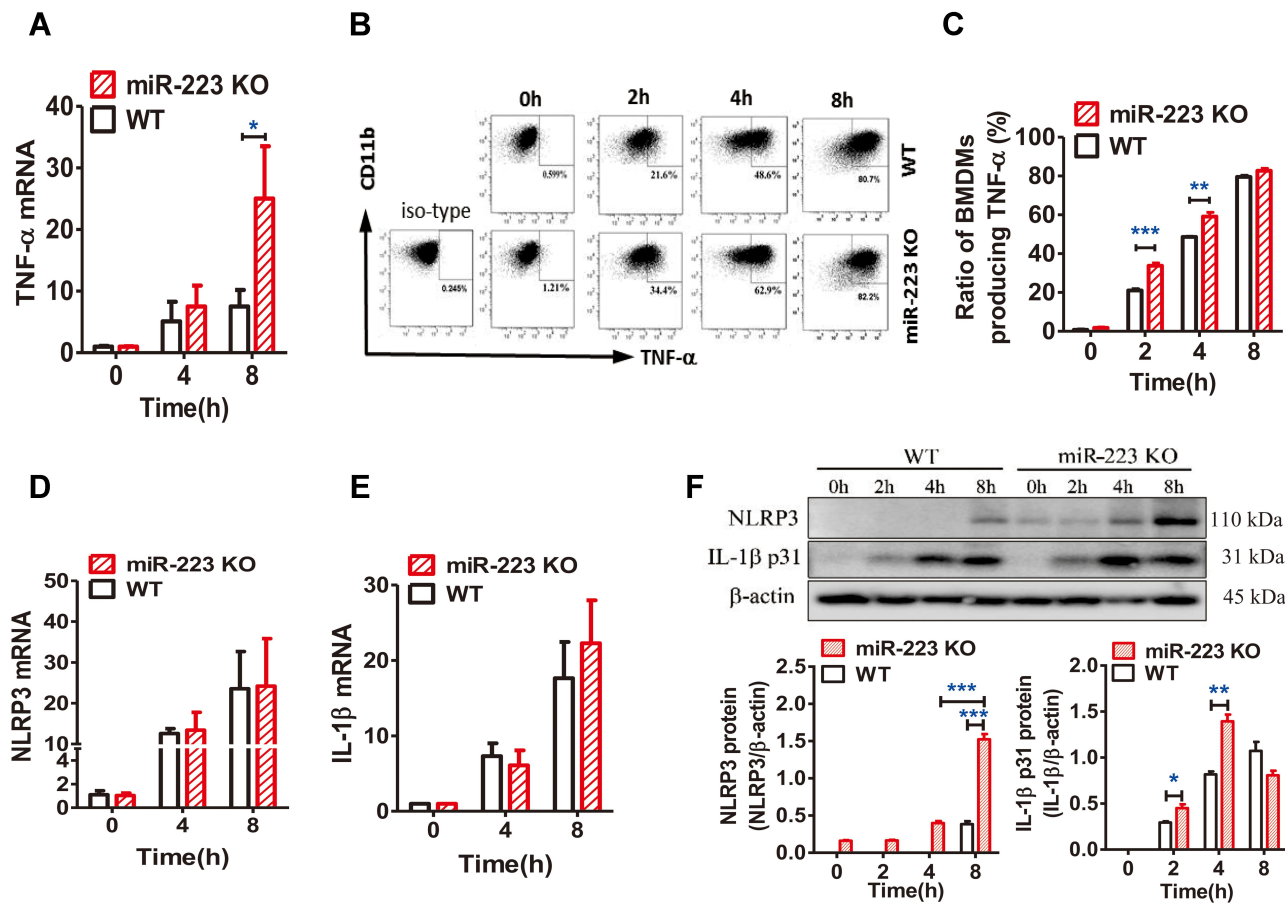 A
miR-223 KO
WT
TNF-α mRNA
40
30
20
10
0
*
0
4
8
Time(h)
B
0h
2h
4h
8h
CD11b
iso-type
0.245%
0.599%
21.6%
48.6%
80.7%
WT
1.21%
34.4%
62.9%
82.2%
miR-223 KO
TNF-α
C
miR-223 KO
WT
Ratio of BMDMs
producing TNF-α (%)
100
80
60
40
20
0
***
**
0
2
4
8
Time(h)
D
miR-223 KO
WT
NLRP3 mRNA
50
40
30
20
10
4
2
0
0
4
8
Time(h)
E
miR-223 KO
WT
IL-1β mRNA
30
20
10
0
0
4
8
Time(h)
F
WT
miR-223 KO
0h 2h 4h 8h 0h 2h 4h 8h
NLRP3
110 kDa
IL-1β p31
31 kDa
β-actin
45 kDa
miR-223 KO
WT
NLRP3 protein
(NLRP3/β-actin)
2.5
2.0
1.5
1.0
0.5
0.0
***
***
0
2
4
8
Time(h)
miR-223 KO
WT
IL-1β p31 protein
(IL-1β/β-actin)
2.0
1.5
1.0
0.5
0.0
*
**
0
2
4
8
Time(h)